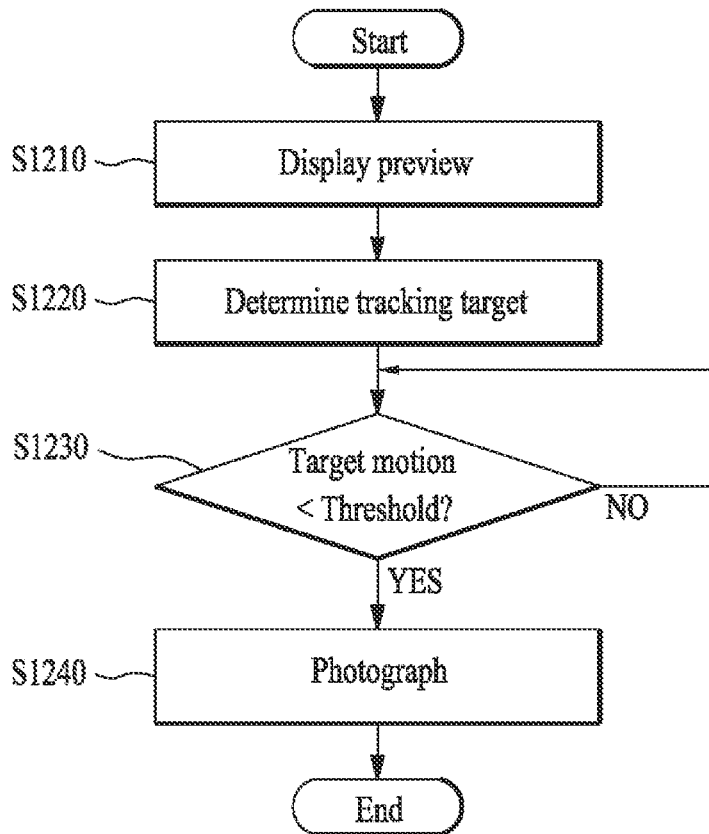 Start
S1210
Display preview
S1220
Determine tracking target
S1230
Target motion
< Threshold?
NO
YES
S1240
Photograph
End